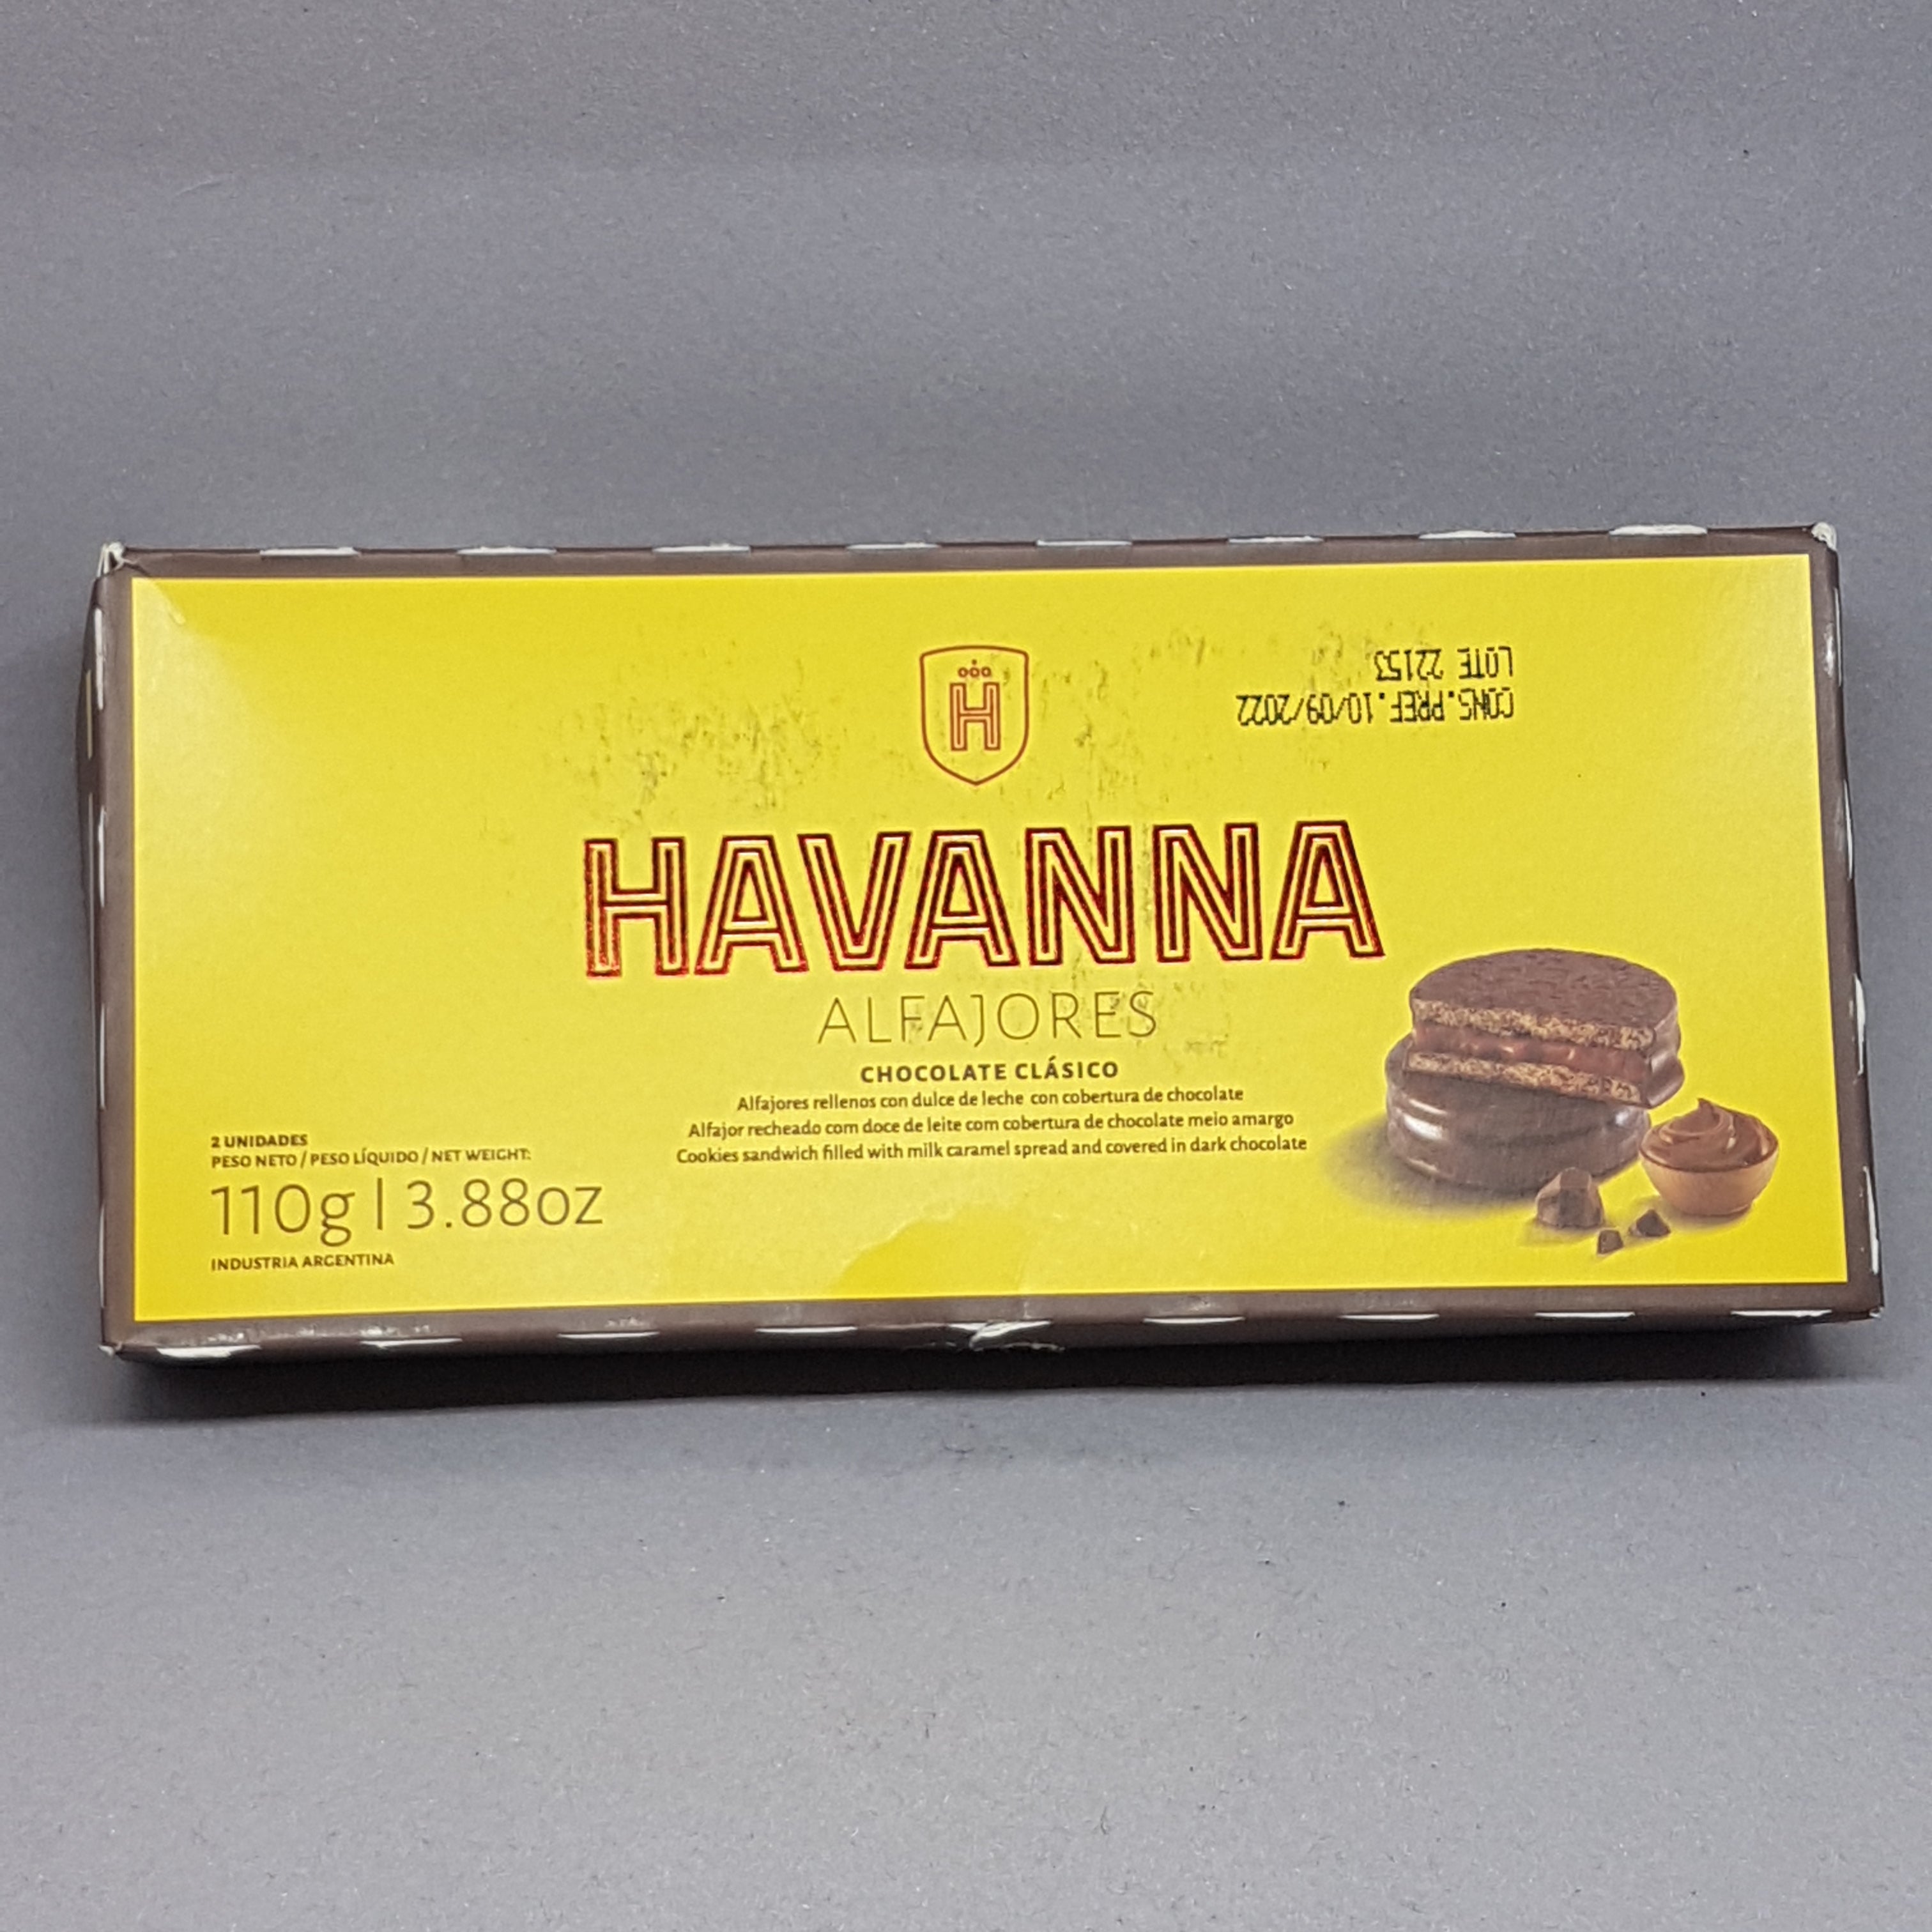 H
LOTE 22153
CONS.PREF.10/09/2022
HAVANNA
ALFAJORES
CHOCOLATE CLÁSICO
Alfajores rellenos con dulce de leche con cobertura de chocolate
Alfajor recheado com doce de leite com cobertura de chocolate meio amargo
Cookies sandwich filled with milk caramel spread and covered in dark chocolate
2 UNIDADES
PESO NETO / PESO LÍQUIDO / NET WEIGHT:
110g | 3.88oz
INDUSTRIA ARGENTINA